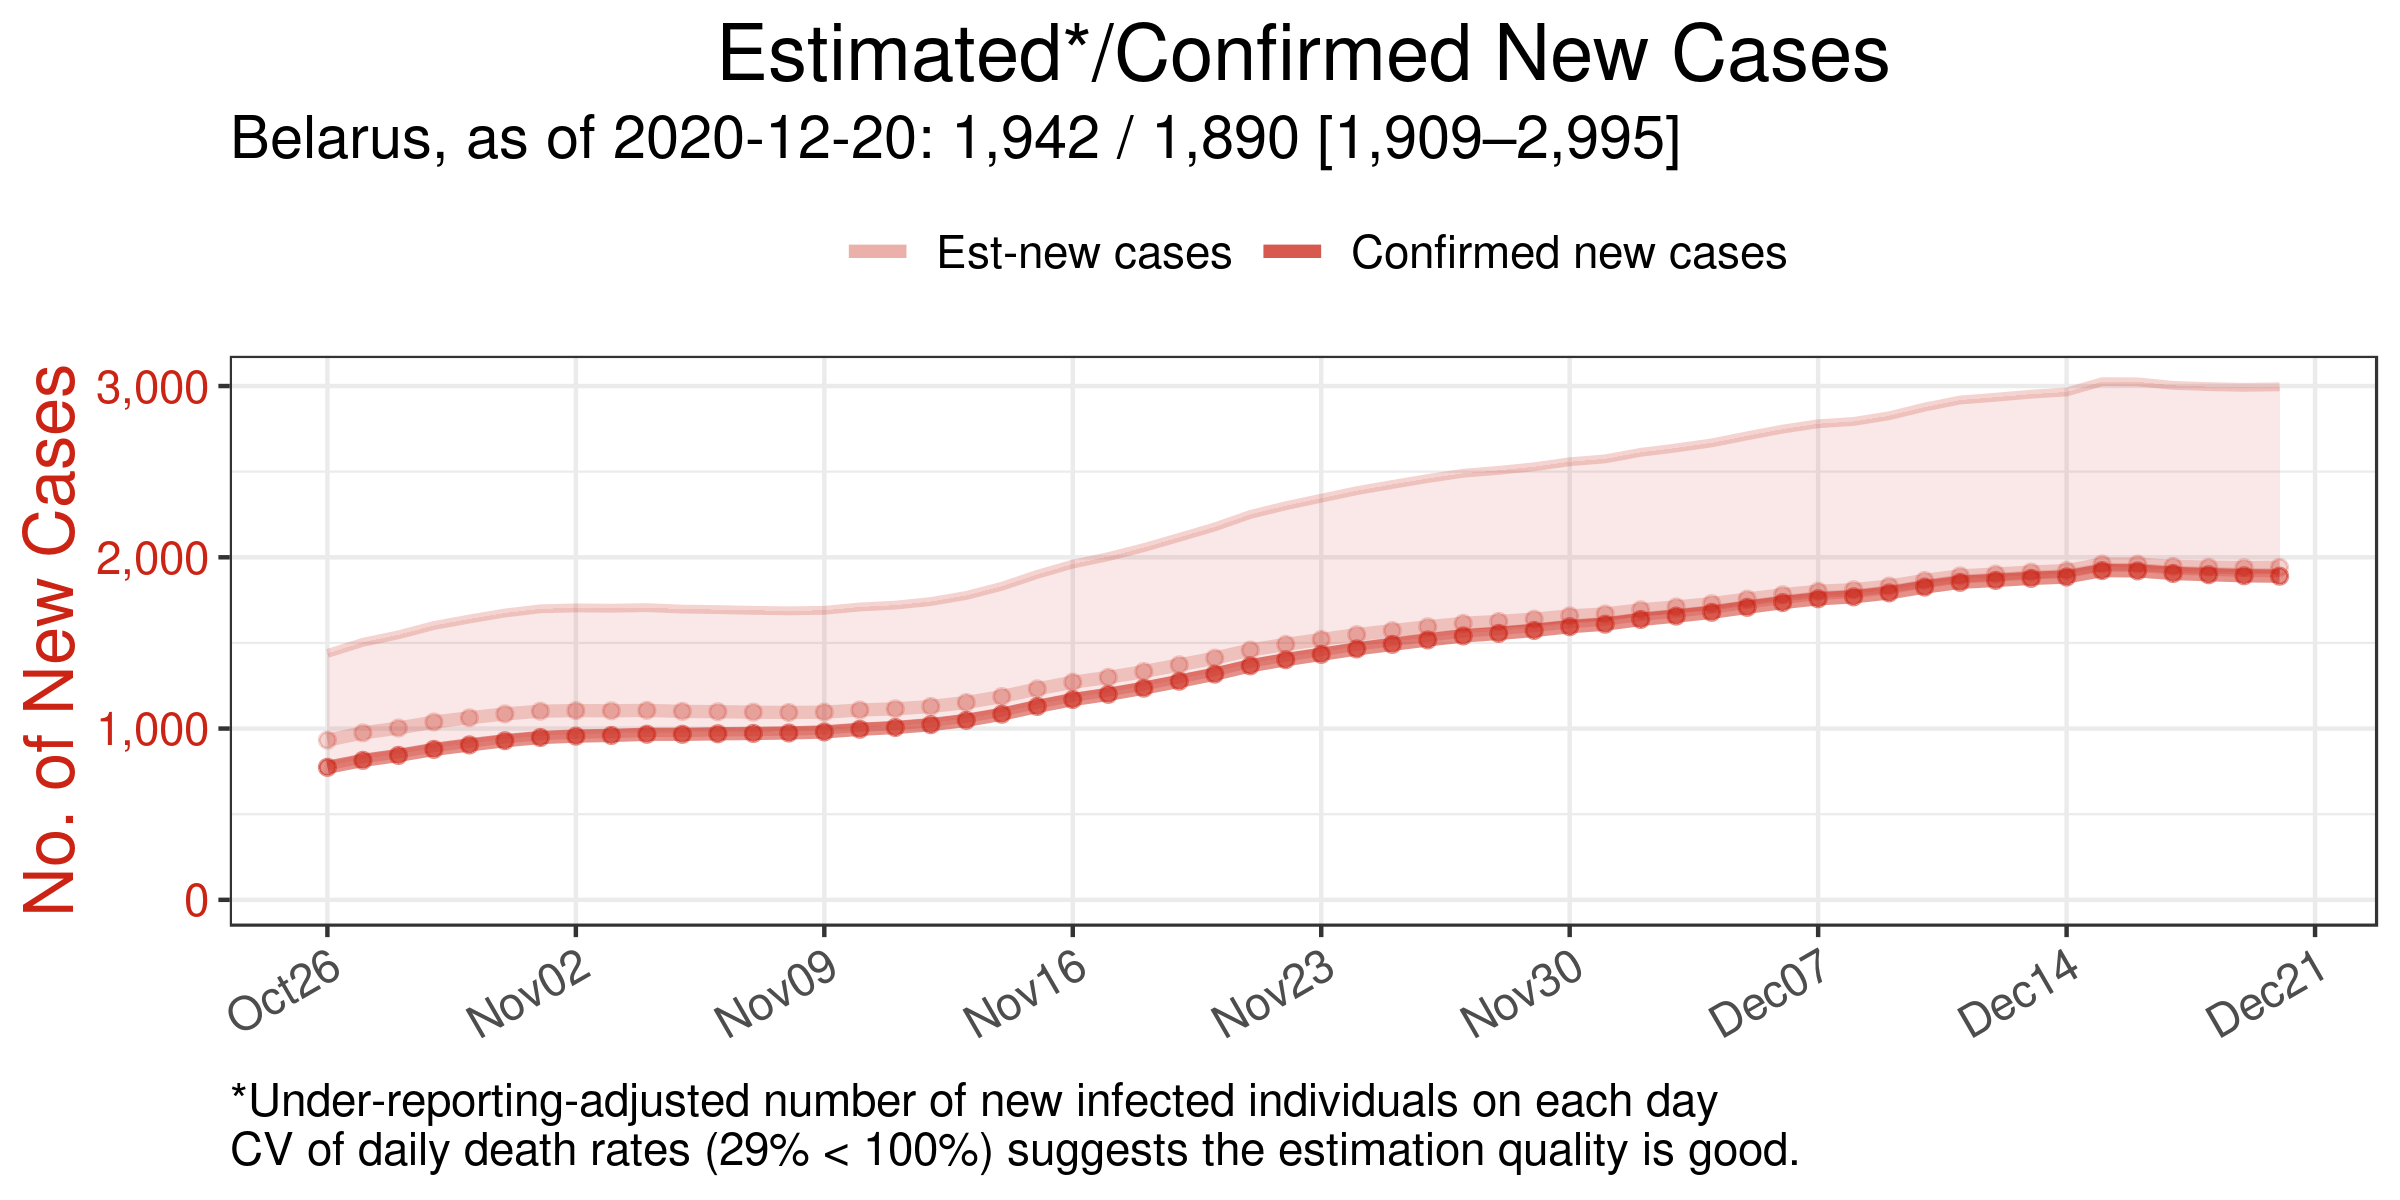 Estimated*/Confirmed New Cases
Belarus, as of 2020-12-20: 1,942 / 1,890 [1,909–2,995]
Est-new cases Confirmed new cases
No. of New Cases
3,000
2,000
1,000
0
Oct26 Nov02 Nov09 Nov16 Nov23 Nov30 Dec07 Dec14 Dec21
*Under-reporting-adjusted number of new infected individuals on each day
CV of daily death rates (29% < 100%) suggests the estimation quality is good.